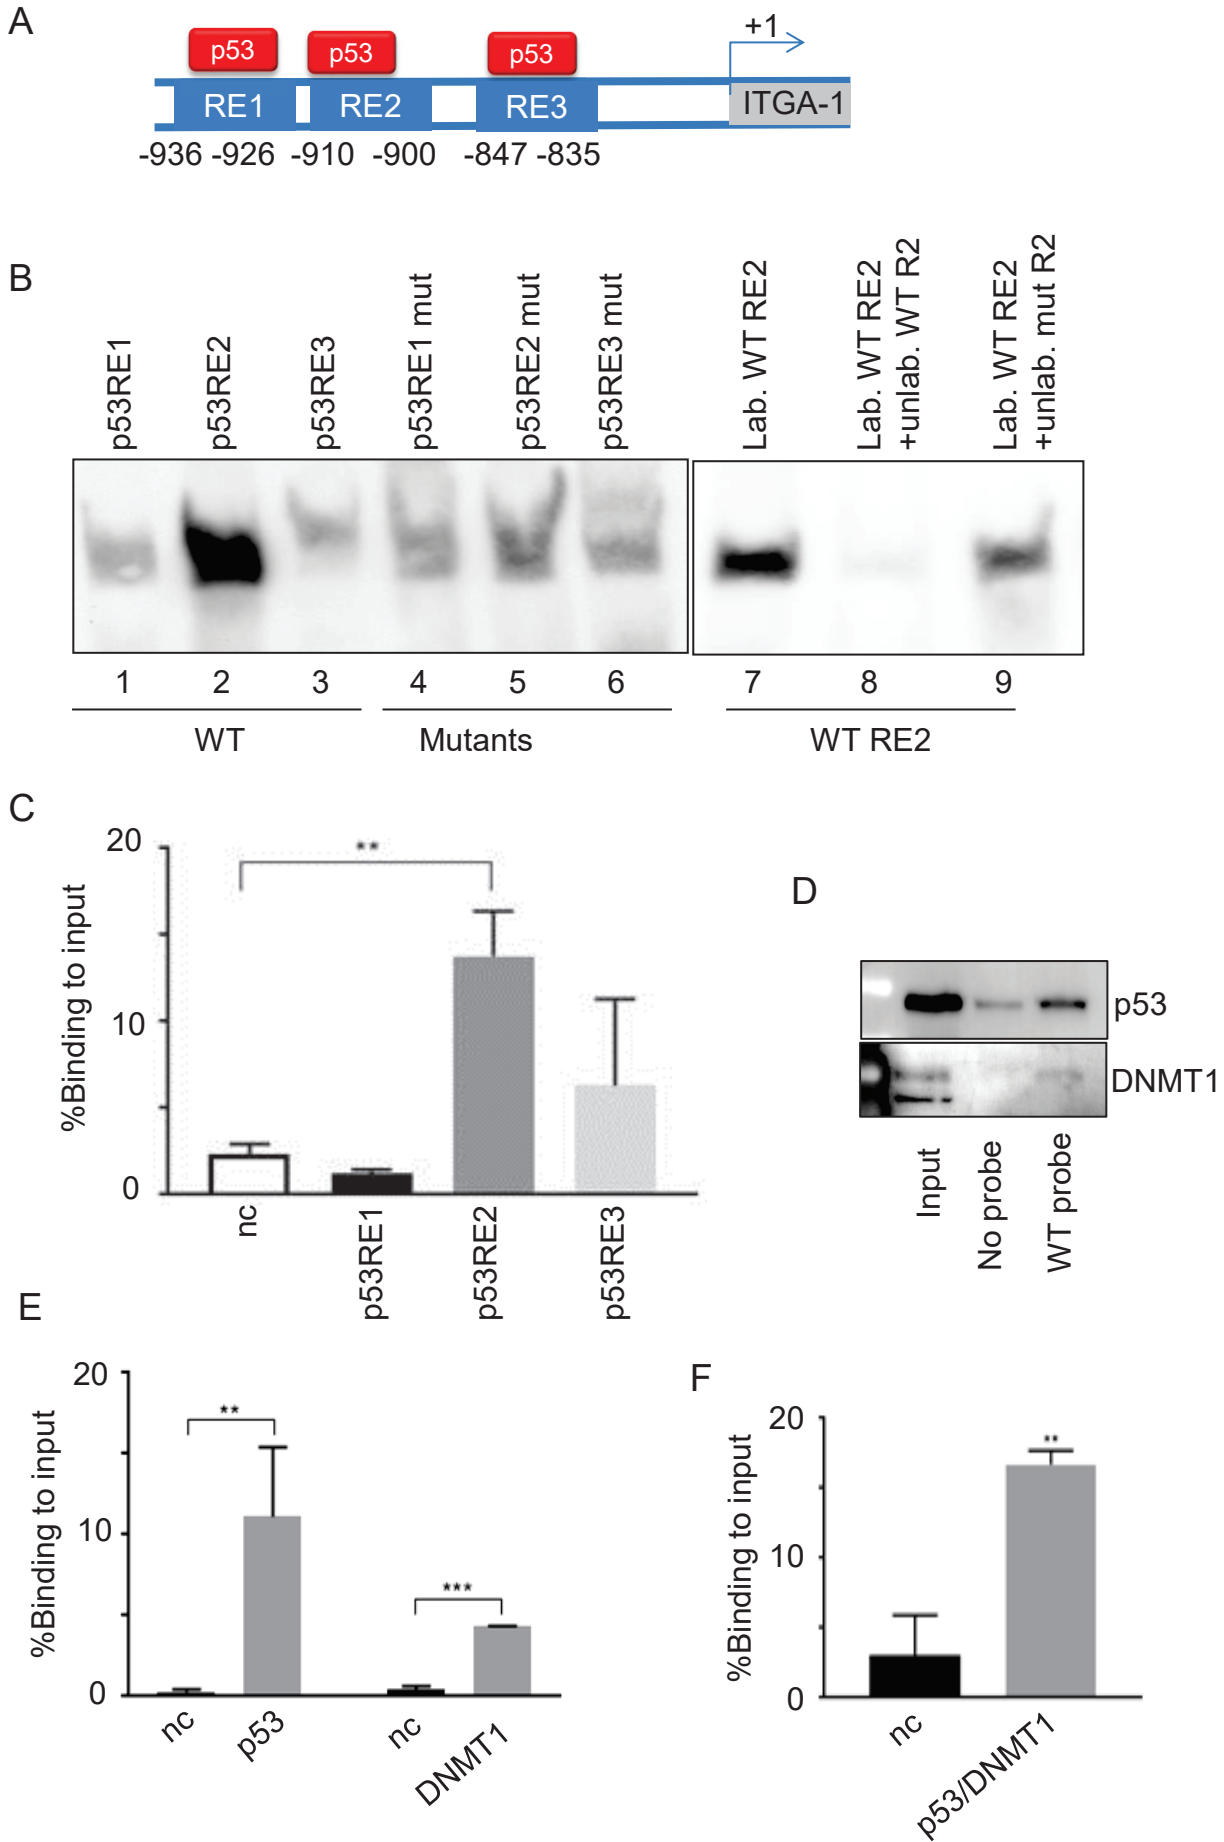 A
p53 p53 p53
+1
RE1 RE2 RE3 ITGA-1
-936 -926 -910 -900 -847 -835
B
p53RE1
p53RE2
p53RE3
p53RE1 mut
p53RE2 mut
p53RE3 mut
Lab. WT RE2
Lab. WT RE2
+unlab. WT R2
Lab. WT RE2
+unlab. mut R2
1 2 3 4 5 6 7 8 9
WT Mutants WT RE2
C
%Binding to input
20
10
0
**
nc
p53RE1
p53RE2
p53RE3
D
p53
DNMT1
Input
No probe
WT probe
E
%Binding to input
20
10
0
**
***
nc
p53
nc
DNMT1
F
%Binding to input
20
10
0
**
nc
p53/DNMT1